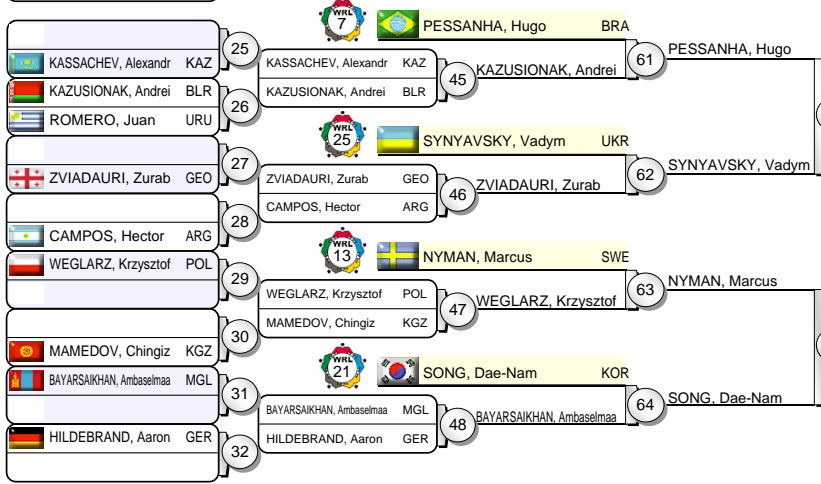 WRL
7
PESSANHA, Hugo BRA
25
KASSACHEV, Alexandr KAZ
KAZUSIONAK, Andrei BLR
26
ROMERO, Juan URU
KASSACHEV, Alexandr KAZ
KAZUSIONAK, Andrei BLR
45
KAZUSIONAK, Andrei
61
PESSANHA, Hugo
WRL
25
SYNYAVSKY, Vadym UKR
27
ZVIADAURI, Zurab GEO
28
CAMPOS, Hector ARG
ZVIADAURI, Zurab GEO
CAMPOS, Hector ARG
46
ZVIADAURI, Zurab
62
SYNYAVSKY, Vadym
WRL
13
NYMAN, Marcus SWE
WEGLARZ, Krzysztof POL
29
30
MAMEDOV, Chingiz KGZ
WEGLARZ, Krzysztof POL
MAMEDOV, Chingiz KGZ
47
WEGLARZ, Krzysztof
63
NYMAN, Marcus
WRL
21
SONG, Dae-Nam KOR
BAYARSAIKHAN, Ambaselmaa MGL
31
HILDEBRAND, Aaron GER
32
BAYARSAIKHAN, Ambaselmaa MGL
HILDEBRAND, Aaron GER
48
BAYARSAIKHAN, Ambaselmaa
64
SONG, Dae-Nam